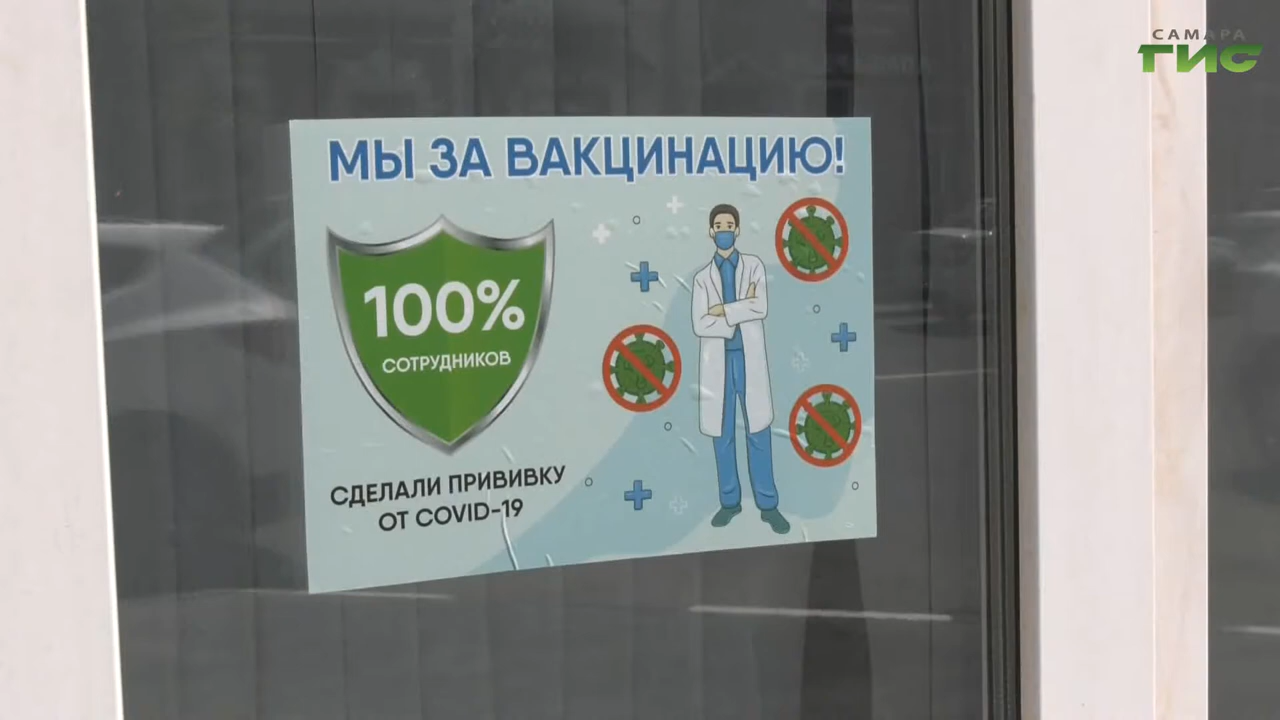 САМАРА
ГИС
МЫ ЗА ВАКЦИНАЦИЮ!
100%
СОТРУДНИКОВ
СДЕЛАЛИ ПРИВИВКУ
ОТ COVID-19